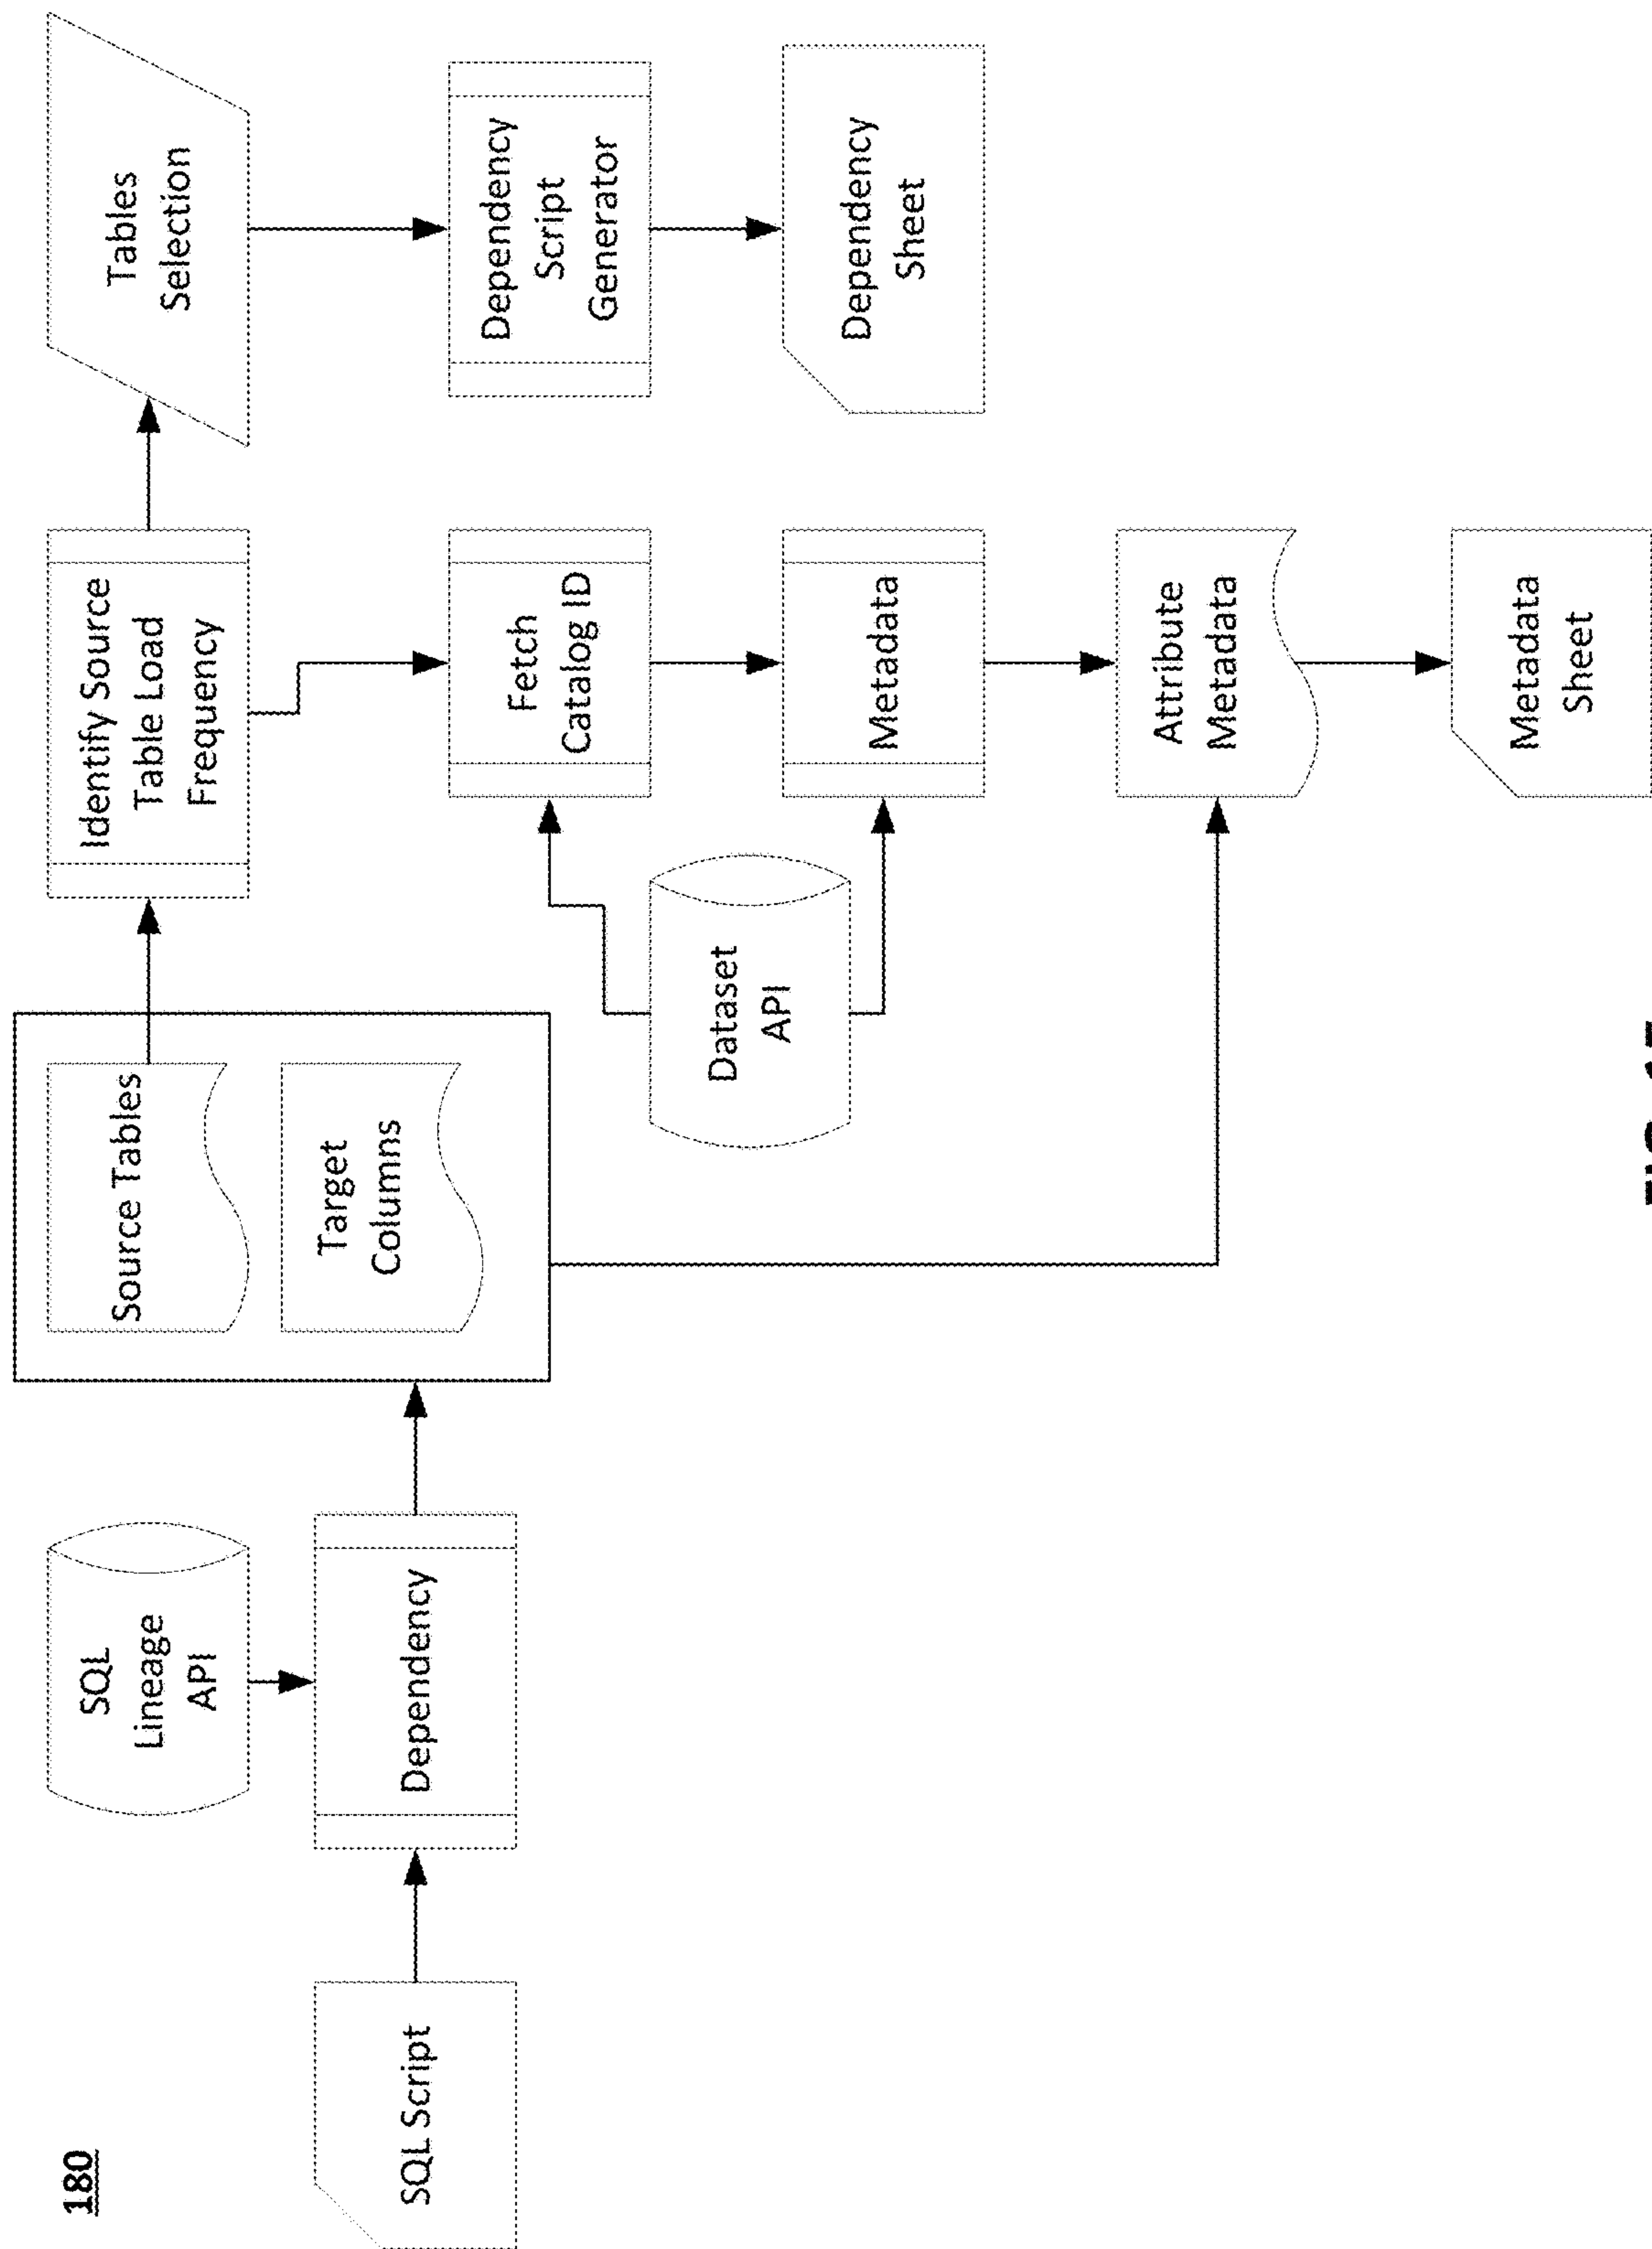 180
SQL Script
SQL
Lineage
API
Dependency
Source Tables
Target
Columns
Identify Source
Table Load
Frequency
Tables
Selection
Dataset
API
Fetch
Catalog ID
Metadata
Attribute
Metadata
Metadata
Sheet
Dependency
Script
Generator
Dependency
Sheet